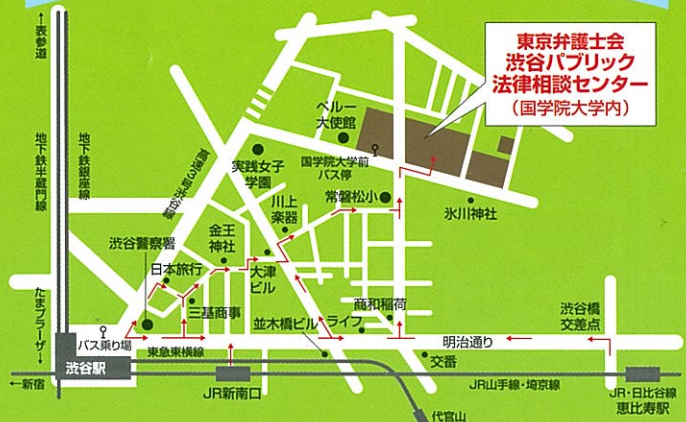 東京弁護士会
渋谷パブリック
法律相談センター
(国学院大学内)
←表参道
地下鉄半蔵門線
地下鉄銀座線
たまプラーザ→
高速3号渋谷線
ペルー
大使館
国学院大学前
バス停
実践女子
学園
常磐松小
氷川神社
川上
楽器
金王
神社
渋谷警察署
日本旅行
大津
ビル
三基商事
並木橋ビル
ライフ
商和稲荷
渋谷橋
交差点
バス乗り場
東急東横線
明治通り
交番
渋谷駅
←新宿
JR新南口
JR山手線・埼京線
JR・日比谷線
恵比寿駅
代官山